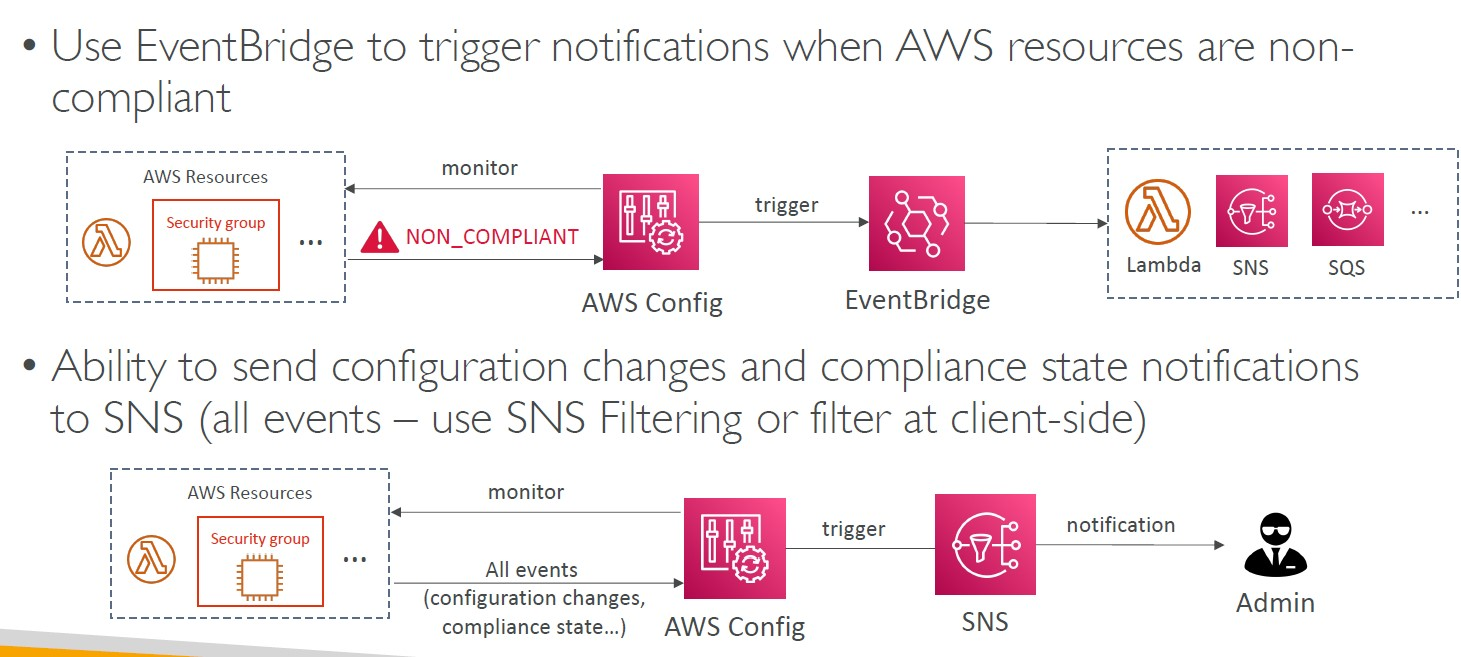 • Use EventBridge to trigger notifications when AWS resources are non-
compliant
AWS Resources
Security group
...
monitor
NON_COMPLIANT
AWS Config
trigger
EventBridge
Lambda
SNS
SQS
...
• Ability to send configuration changes and compliance state notifications
to SNS (all events – use SNS Filtering or filter at client-side)
AWS Resources
Security group
...
monitor
All events
(configuration changes,
compliance state...)
AWS Config
trigger
SNS
notification
Admin